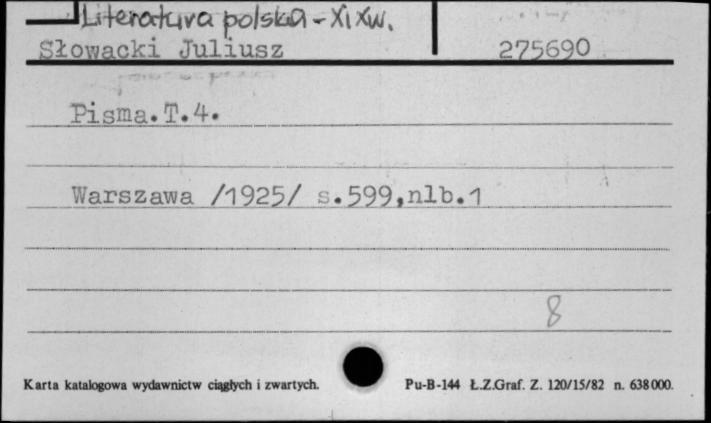 Literatura polska - XIXw.
Słowacki Juliusz 275690
Pisma.T.4.
Warszawa /1925/ s.599,nlb.1
8
Karta katalogowa wydawnictw ciągłych i zwartych. Pu-B-144 Ł.Z.Graf. Z. 120/15/82 n. 638000.